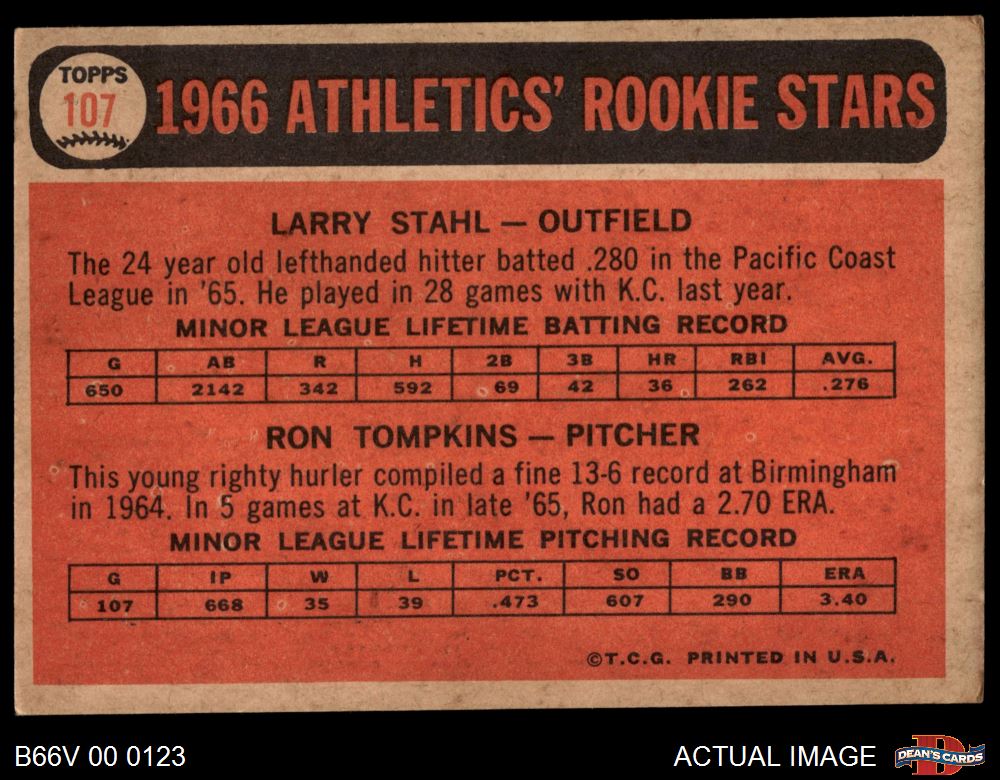 TOPPS
107
1966 ATHLETICS' ROOKIE STARS
LARRY STAHL — OUTFIELD
The 24 year old lefthanded hitter batted .280 in the Pacific Coast
League in '65. He played in 28 games with K.C. last year.
MINOR LEAGUE LIFETIME BATTING RECORD
G AB R H 2B 3B HR RBI AVG.
650 2142 342 592 69 42 36 262 .276
RON TOMPKINS — PITCHER
This young righty hurler compiled a fine 13-6 record at Birmingham
in 1964. In 5 games at K.C. in late '65, Ron had a 2.70 ERA.
MINOR LEAGUE LIFETIME PITCHING RECORD
G IP W L PCT. SO BB ERA
107 668 35 39 .473 607 290 3.40
©T.C.G. PRINTED IN U.S.A.
B66V 00 0123
ACTUAL IMAGE
DEAN'S CARDS